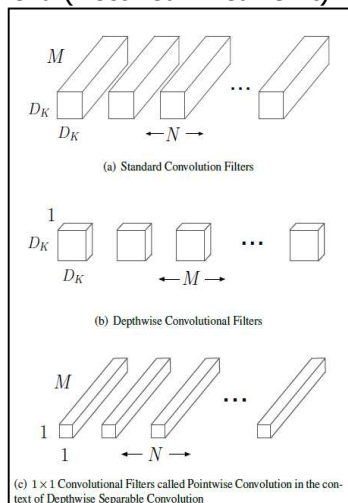 M
D_K
D_K
N
...
(a) Standard Convolution Filters
1
D_K
D_K
M
...
(b) Depthwise Convolutional Filters
M
1
1
N
...
(c) 1 × 1 Convolutional Filters called Pointwise Convolution in the con-
text of Depthwise Separable Convolution